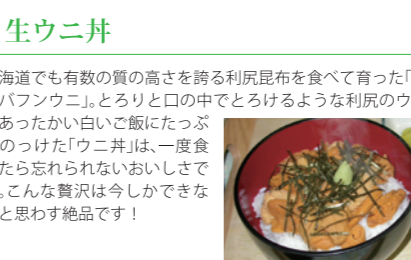 生ウニ丼
海道でも有数の質の高さを誇る利尻昆布を食べて育った「
バフンウニ」。とろりと口の中でとろけるような利尻のウ
あったかい白いご飯にたっぷ
のっけた「ウニ丼」は、一度食
たら忘れられないおいしさで
。こんな贅沢は今しかできな
と思わす絶品です！